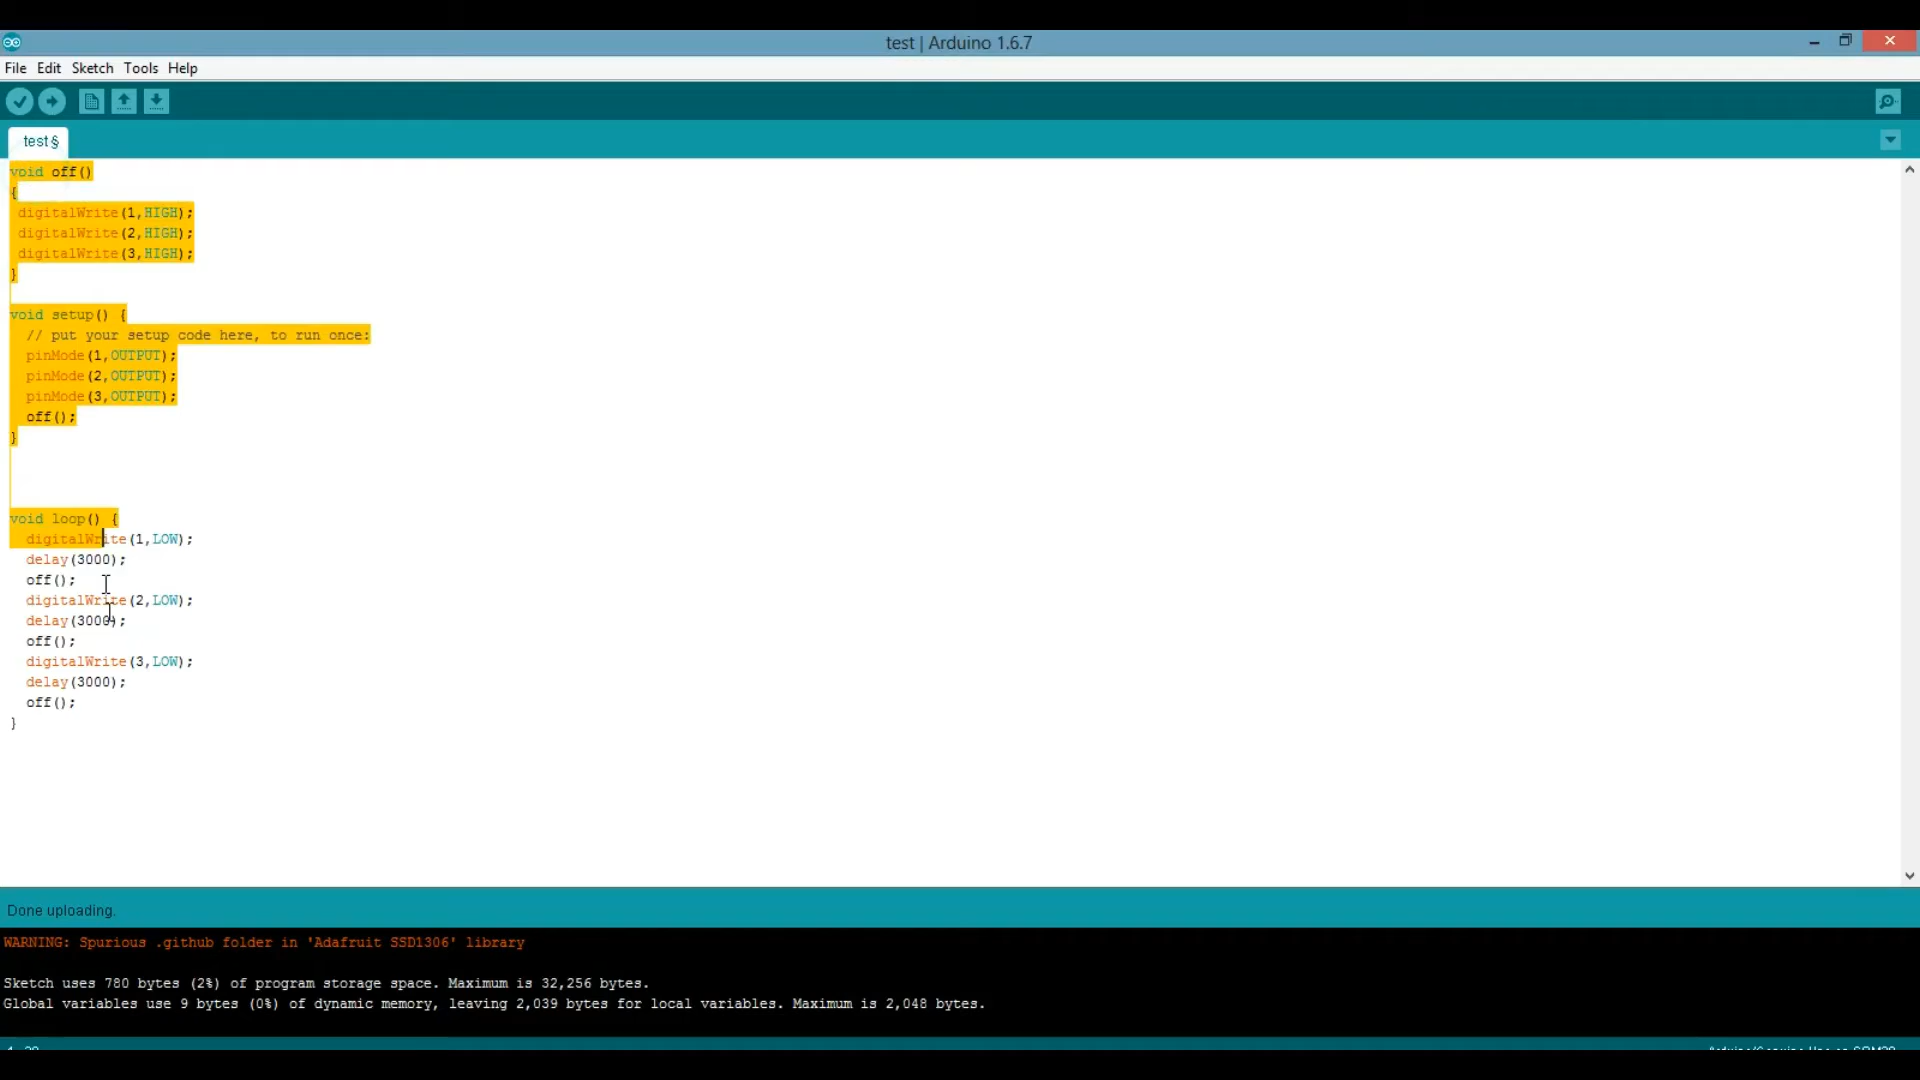 test | Arduino 1.6.7
File Edit Sketch Tools Help
test §
void off()
{
digitalWrite(1,HIGH);
digitalWrite(2,HIGH);
digitalWrite(3,HIGH);
}
void setup() {
// put your setup code here, to run once:
pinMode(1,OUTPUT);
pinMode(2,OUTPUT);
pinMode(3,OUTPUT);
off();
}
void loop() {
digitalWrite(1,LOW);
delay(3000);
off();
digitalWrite(2,LOW);
delay(3000);
off();
digitalWrite(3,LOW);
delay(3000);
off();
}
Done uploading.
WARNING: Spurious .github folder in 'Adafruit SSD1306' library
Sketch uses 780 bytes (2%) of program storage space. Maximum is 32,256 bytes.
Global variables use 9 bytes (0%) of dynamic memory, leaving 2,039 bytes for local variables. Maximum is 2,048 bytes.